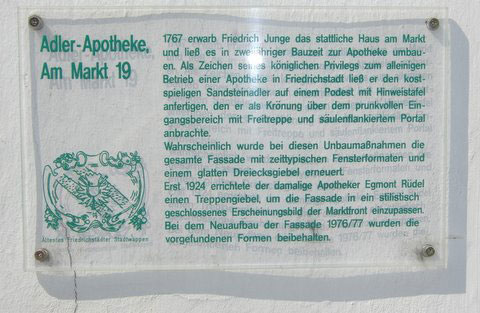 Adler-Apotheke,
Am Markt 19
1767 erwarb Friedrich Junge das stattliche Haus am Markt
und ließ es in zweijähriger Bauzeit zur Apotheke umbau-
en. Als Zeichen seines königlichen Privilegs zum alleinigen
Betrieb einer Apotheke in Friedrichstadt ließ er den kost-
spieligen Sandsteinadler auf einem Podest mit Hinweistafel
anfertigen, den er als Krönung über dem prunkvollen Ein-
gangsbereich mit Freitreppe und säulenflankiertem Portal
anbrachte.
Wahrscheinlich wurde bei diesen Umbaumaßnahmen die
gesamte Fassade mit zeittypischen Fensterformaten und
einem glatten Dreiecksgiebel erneuert.
Erst 1924 errichtete der damalige Apotheker Egmont Rüdel
einen Treppengiebel, um die Fassade in ein stilistisch
geschlossenes Erscheinungsbild der Marktfront einzupassen.
Bei dem Neuaufbau der Fassade 1976/77 wurden die
vorgefundenen Formen beibehalten.
Ältestes Friedrichstädter Stadtwappen